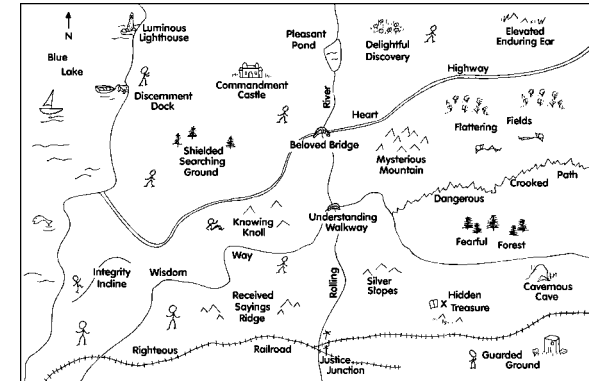 N
Luminous
Lighthouse
Pleasant
Pond
Delightful
Discovery
Elevated
Enduring Ear
Blue
Lake
Discernment
Dock
Commandment
Castle
Highway
River
Heart
Flattering
Fields
Beloved Bridge
Shielded
Searching
Ground
Mysterious
Mountain
Dangerous
Crooked
Path
Knowing
Knoll
Understanding
Walkway
Fearful
Forest
Way
Wisdom
Integrity
Incline
Rolling
Silver
Slopes
Cavernous
Cave
Received
Sayings
Ridge
Hidden
Treasure
X
Righteous
Railroad
Justice
Junction
Guarded
Ground